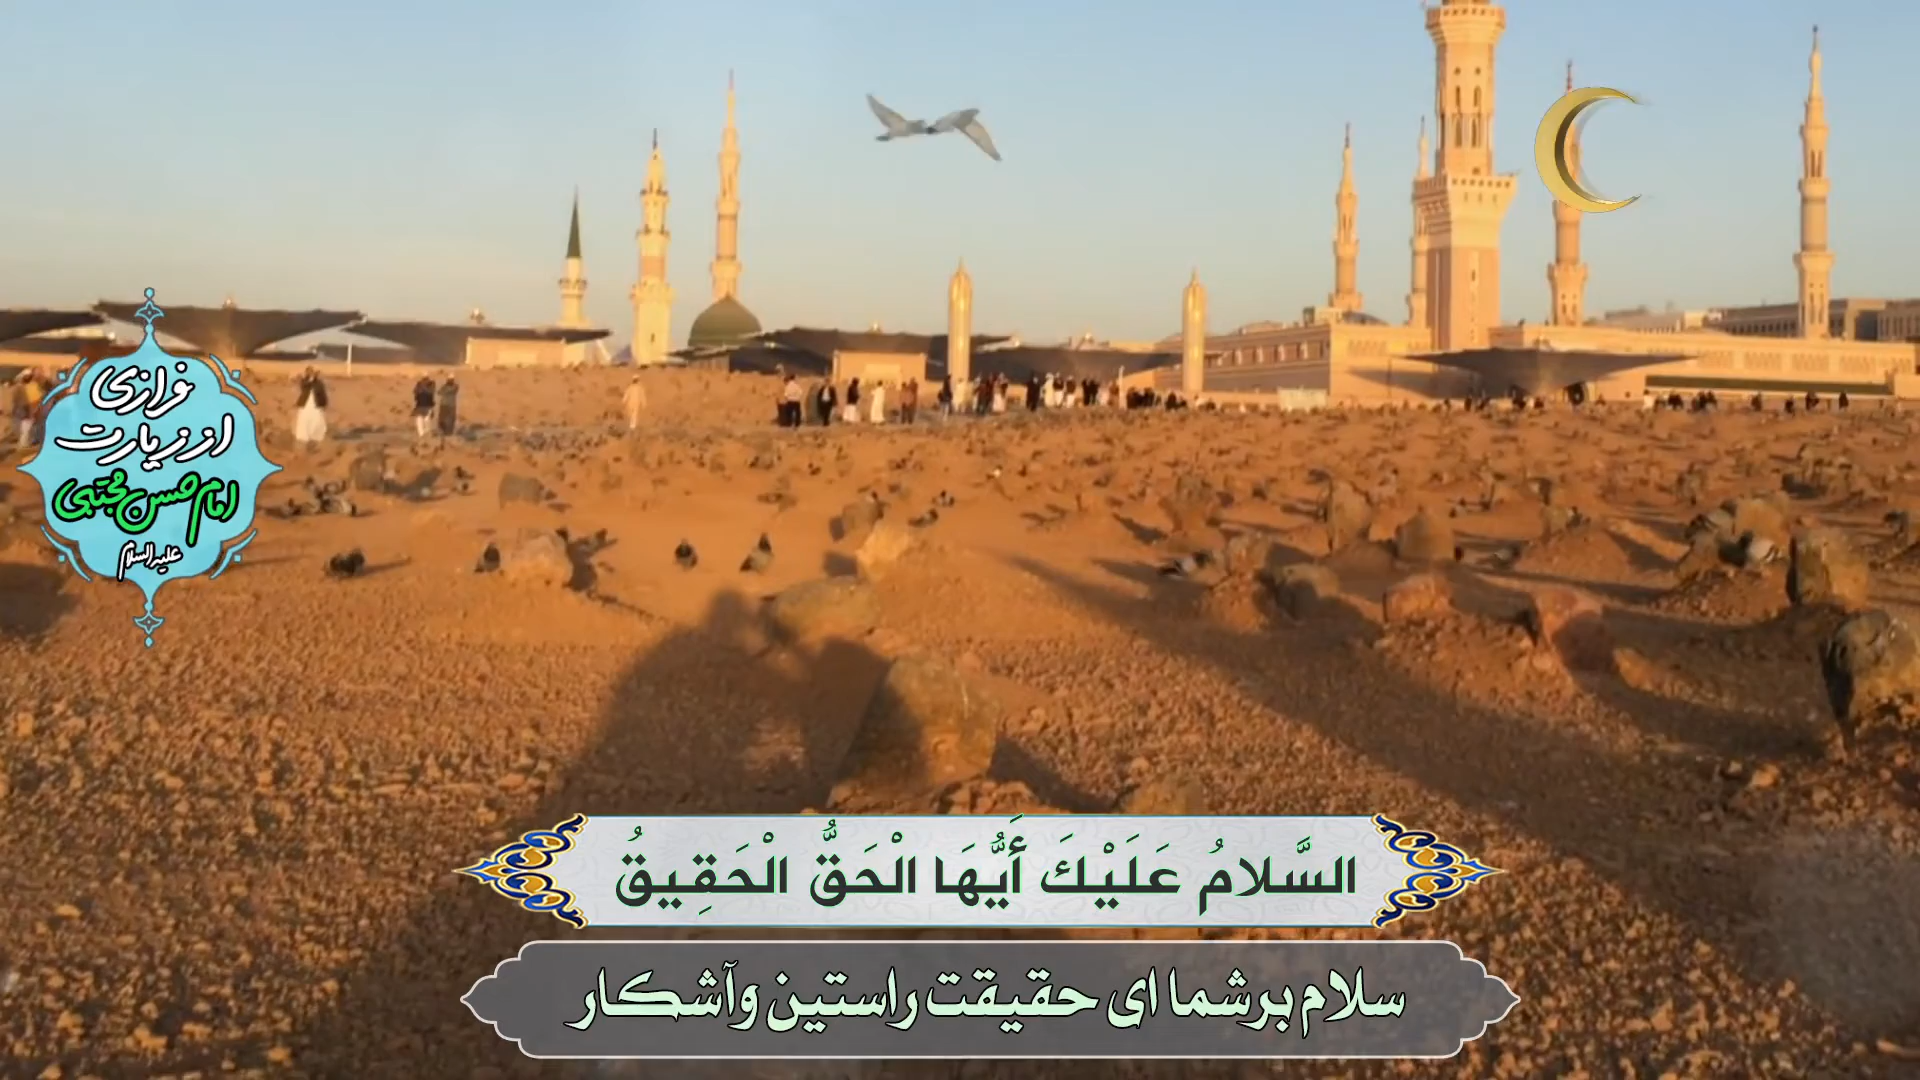 فرازی
از زیارت
امام حسن مجتبی
علیه السلام
السَّلامُ عَلَيْكَ أَيُّهَا الْحَقُّ الْحَقِيقُ
سلام برشما ای حقیقت راستین وآشکار